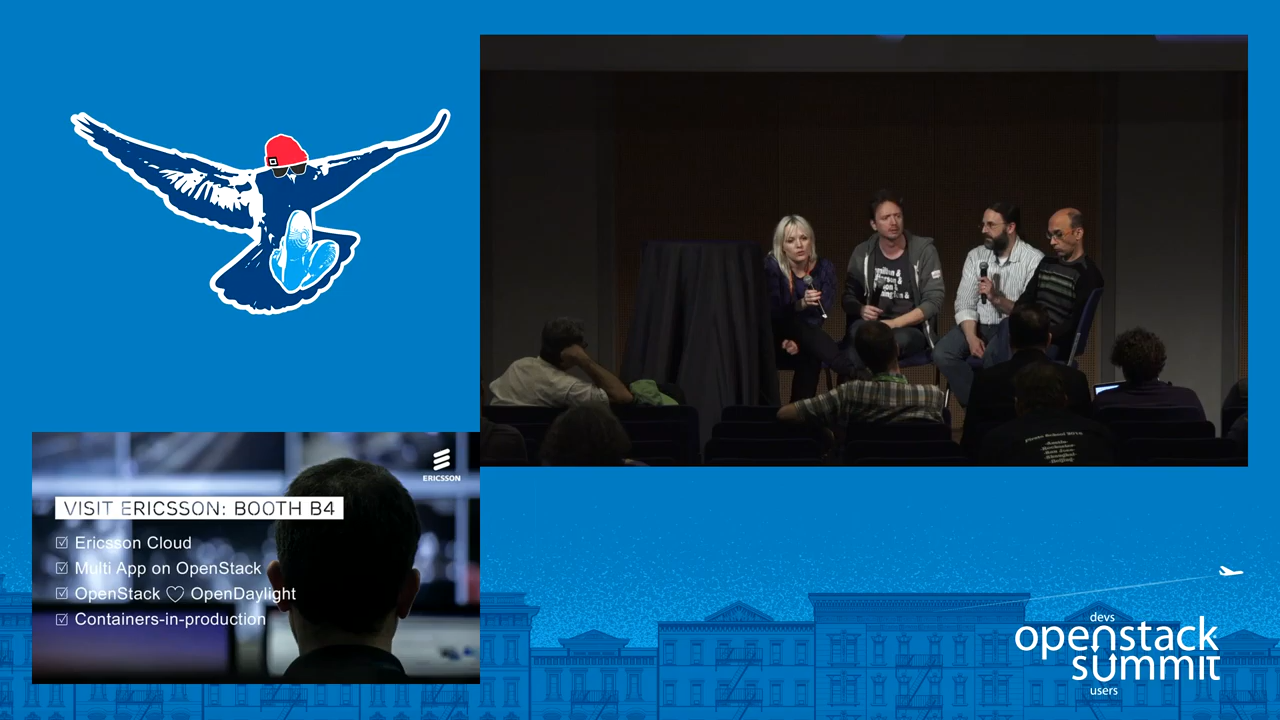 ERICSSON
VISIT ERICSSON: BOOTH B4
☑ Ericsson Cloud
☑ Multi App on OpenStack
☑ OpenStack ♡ OpenDaylight
☑ Containers-in-production
devs
openstack
summit
users